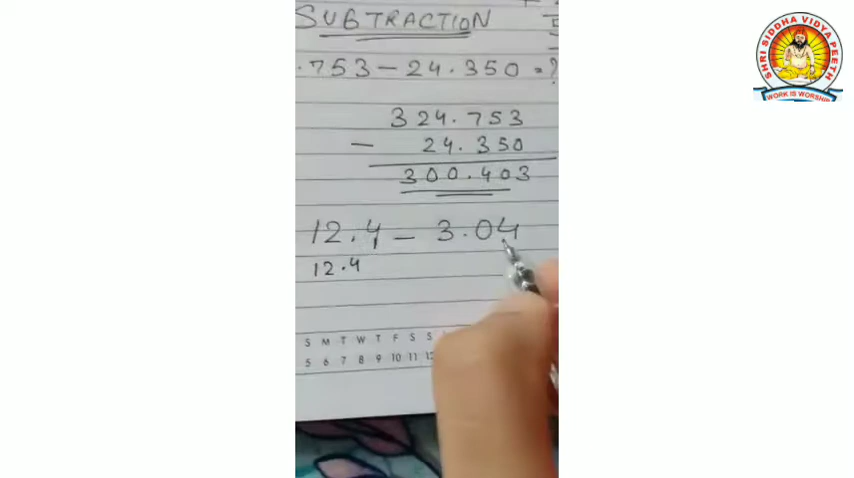 SUBTRACTION
.753 - 24.350 = ?
324.753
- 24.350
300.403
12.4 - 3.04
12.4
S M T W T F S S
5 6 7 8 9 10 11 12
SHRI SIDDHA VIDYA PEETH
WORK IS WORSHIP